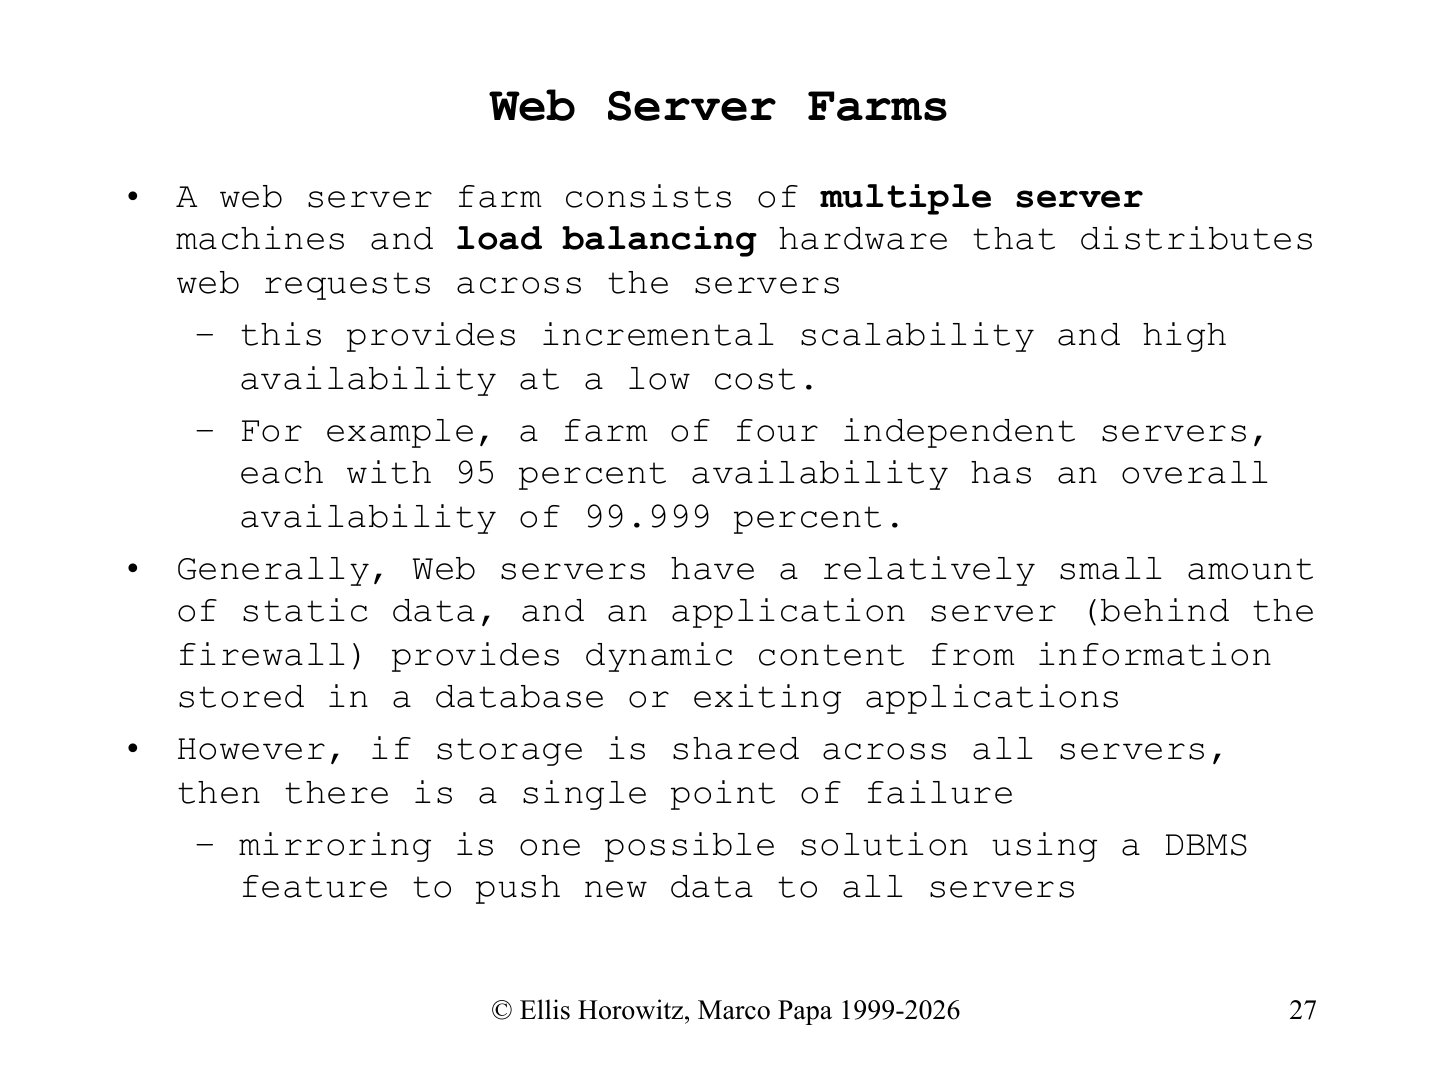 Web Server Farms
• A web server farm consists of multiple server
machines and load balancing hardware that distributes
web requests across the servers
– this provides incremental scalability and high
availability at a low cost.
– For example, a farm of four independent servers,
each with 95 percent availability has an overall
availability of 99.999 percent.
• Generally, Web servers have a relatively small amount
of static data, and an application server (behind the
firewall) provides dynamic content from information
stored in a database or exiting applications
• However, if storage is shared across all servers,
then there is a single point of failure
– mirroring is one possible solution using a DBMS
feature to push new data to all servers
© Ellis Horowitz, Marco Papa 1999-2026
27